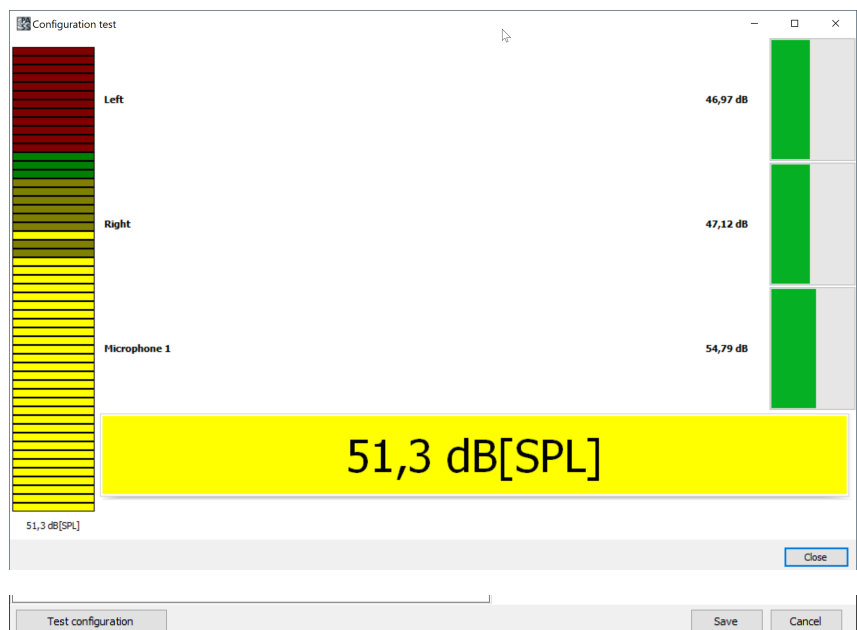 Configuration test
Left 46,97 dB
Right 47,12 dB
Microphone 1 54,79 dB
51,3 dB[SPL]
51,3 dB[SPL]
Close
Test configuration Save Cancel